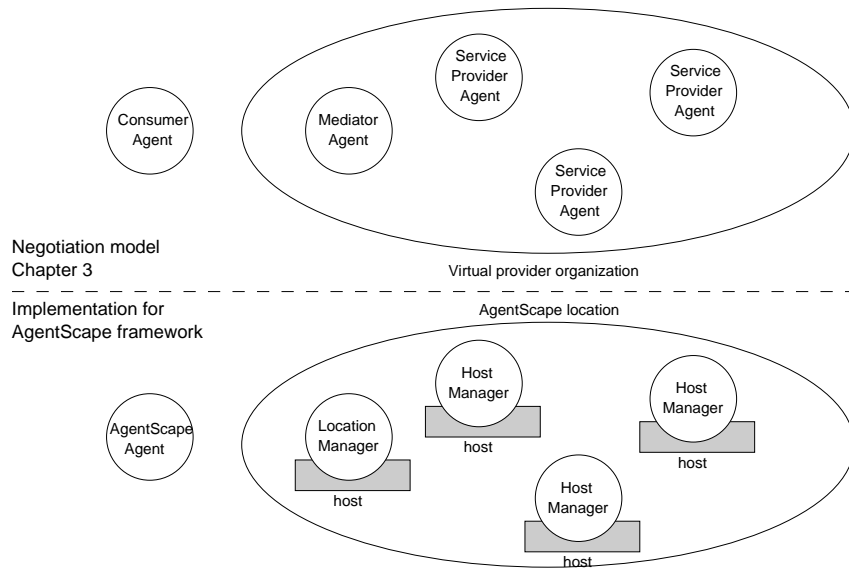 Service
Provider
Agent
Service
Provider
Agent
Consumer
Agent
Mediator
Agent
Service
Provider
Agent
Negotiation model
Chapter 3
Virtual provider organization
Implementation for
AgentScape framework
AgentScape location
Host
Manager
host
Host
Manager
host
AgentScape
Agent
Location
Manager
host
Host
Manager
host